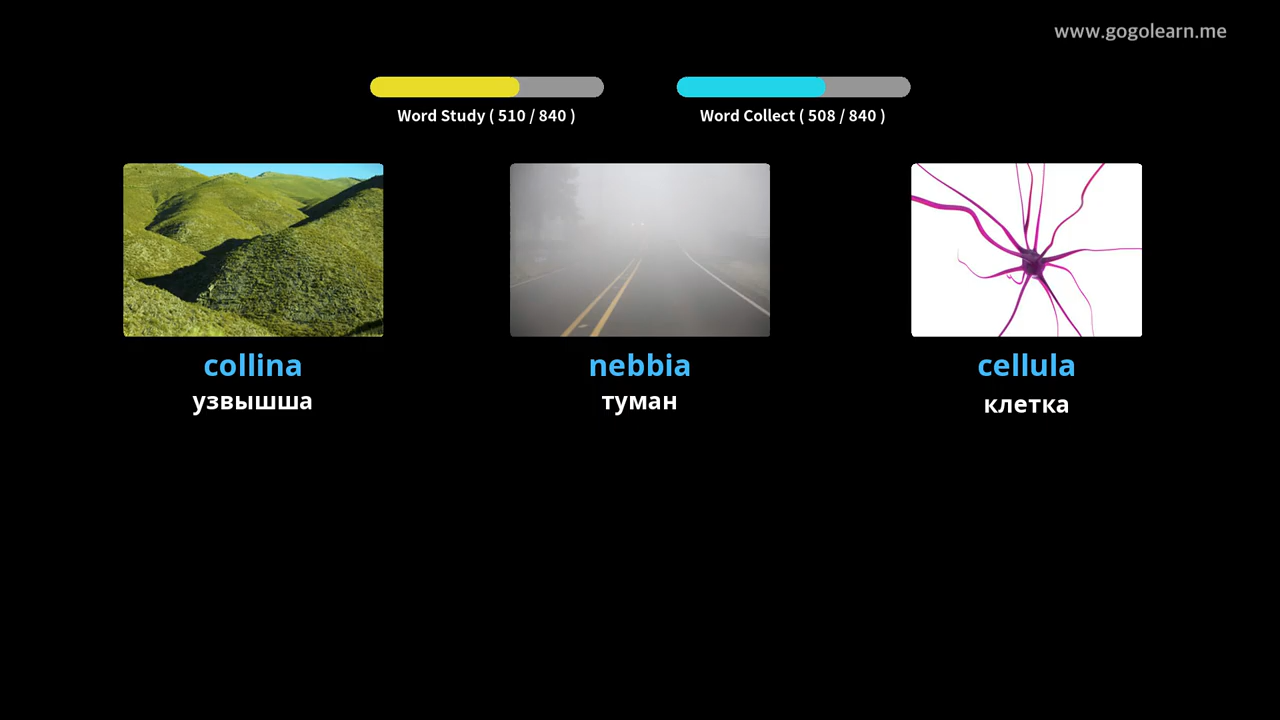 www.gogolearn.me
Word Study ( 510 / 840 )
Word Collect ( 508 / 840 )
collina
nebbia
cellula
узвышша
туман
клетка